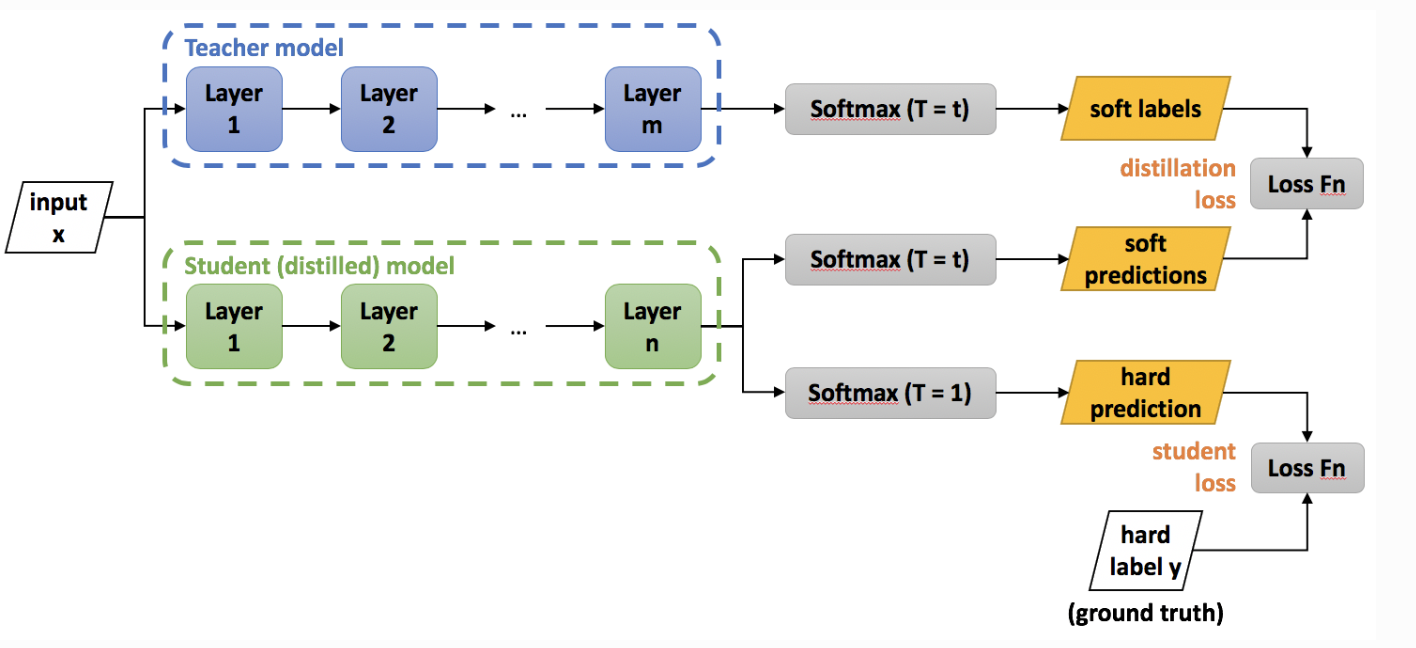 Teacher model
Layer
1
Layer
2
...
Layer
m
Softmax (T = t)
soft labels
distillation
loss
Loss Fn
input
x
Student (distilled) model
Layer
1
Layer
2
...
Layer
n
Softmax (T = t)
soft
predictions
Softmax (T = 1)
hard
prediction
student
loss
Loss Fn
hard
label y
(ground truth)